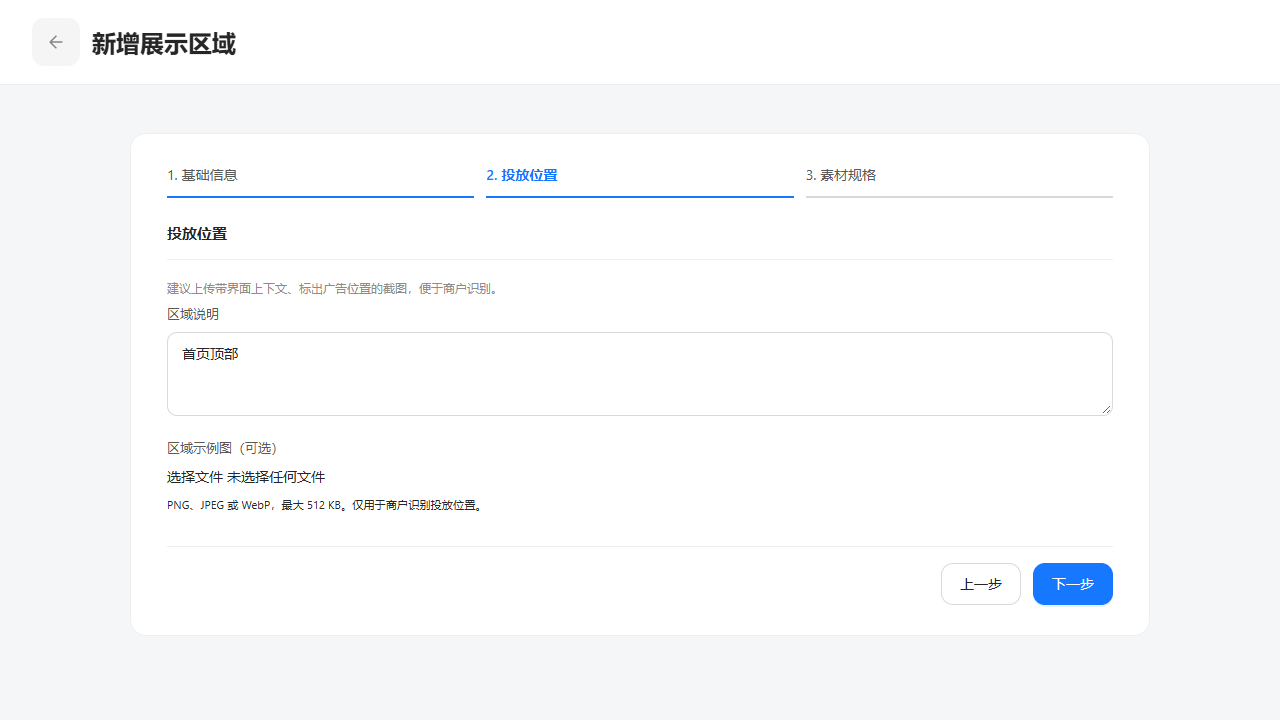 新增展示区域
1. 基础信息
2. 投放位置
3. 素材规格
投放位置
建议上传带界面上下文、标出广告位置的截图，便于商户识别。
区域说明
首页顶部
区域示例图（可选）
选择文件 未选择任何文件
PNG、JPEG 或 WebP，最大 512 KB。仅用于商户识别投放位置。
上一步
下一步